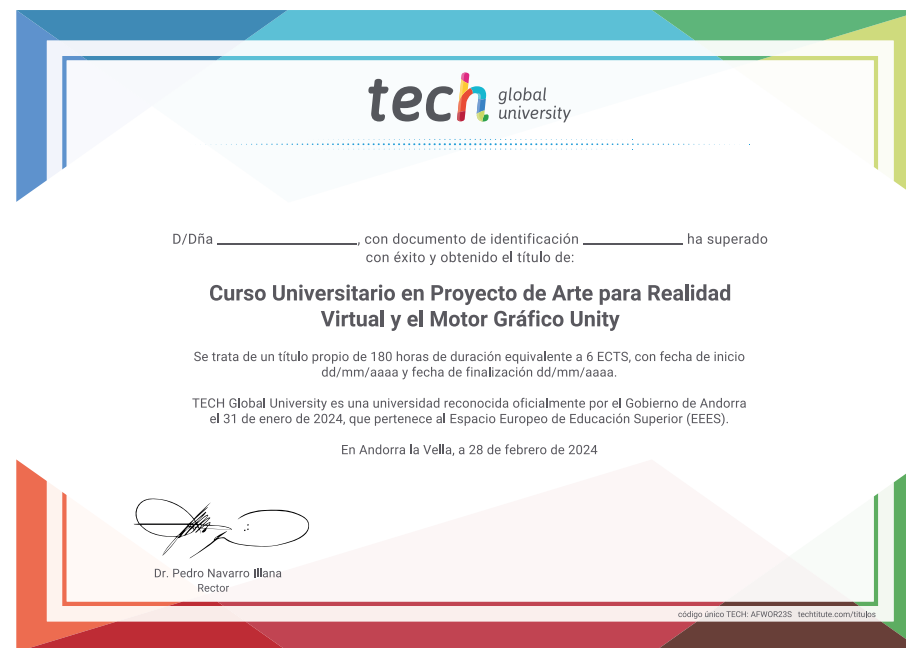 tech global university
D/Dña ____________________, con documento de identificación ______________ ha superado
con éxito y obtenido el título de:
Curso Universitario en Proyecto de Arte para Realidad
Virtual y el Motor Gráfico Unity
Se trata de un título propio de 180 horas de duración equivalente a 6 ECTS, con fecha de inicio
dd/mm/aaaa y fecha de finalización dd/mm/aaaa.
TECH Global University es una universidad reconocida oficialmente por el Gobierno de Andorra
el 31 de enero de 2024, que pertenece al Espacio Europeo de Educación Superior (EEES).
En Andorra la Vella, a 28 de febrero de 2024
Dr. Pedro Navarro Illana
Rector
código único TECH: AFWOR23S techtitute.com/titulos